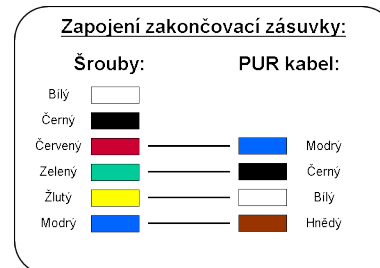 Zapojení zakončovací zásuvky:
Šrouby: PUR kabel:
Bílý
Černý
Červený Modrý
Zelený Černý
Žlutý Bílý
Modrý Hnědý